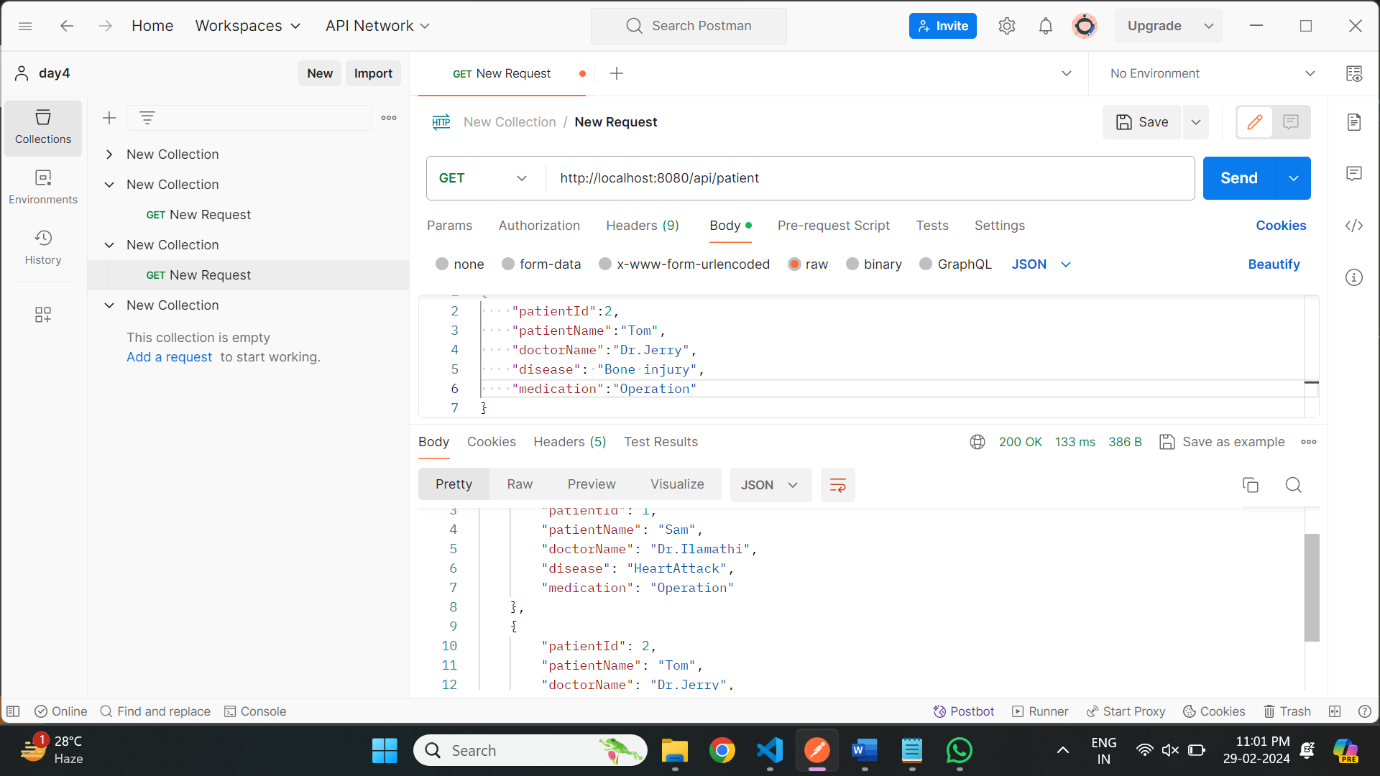 Home Workspaces API Network Search Postman Invite Upgrade
day4 New Import GET New Request No Environment
Collections
Environments
History
New Collection
New Collection
GET New Request
New Collection
GET New Request
New Collection
This collection is empty
Add a request to start working.
HTTP New Collection / New Request Save
GET http://localhost:8080/api/patient Send
Params Authorization Headers (9) Body Pre-request Script Tests Settings Cookies
none form-data x-www-form-urlencoded raw binary GraphQL JSON Beautify
2 "patientId":2,
3 "patientName":"Tom",
4 "doctorName":"Dr.Jerry",
5 "disease": "Bone injury",
6 "medication":"Operation"
7 }
Body Cookies Headers (5) Test Results 200 OK 133 ms 386 B Save as example
Pretty Raw Preview Visualize JSON
3 "patientId": 1,
4 "patientName": "Sam",
5 "doctorName": "Dr.Ilamathi",
6 "disease": "HeartAttack",
7 "medication": "Operation"
8 },
9 {
10 "patientId": 2,
11 "patientName": "Tom",
12 "doctorName": "Dr.Jerry",
Online Find and replace Console Postbot Runner Start Proxy Cookies Trash
1 28°C
Haze
Search
W
ENG
IN
11:01 PM
29-02-2024
PRE